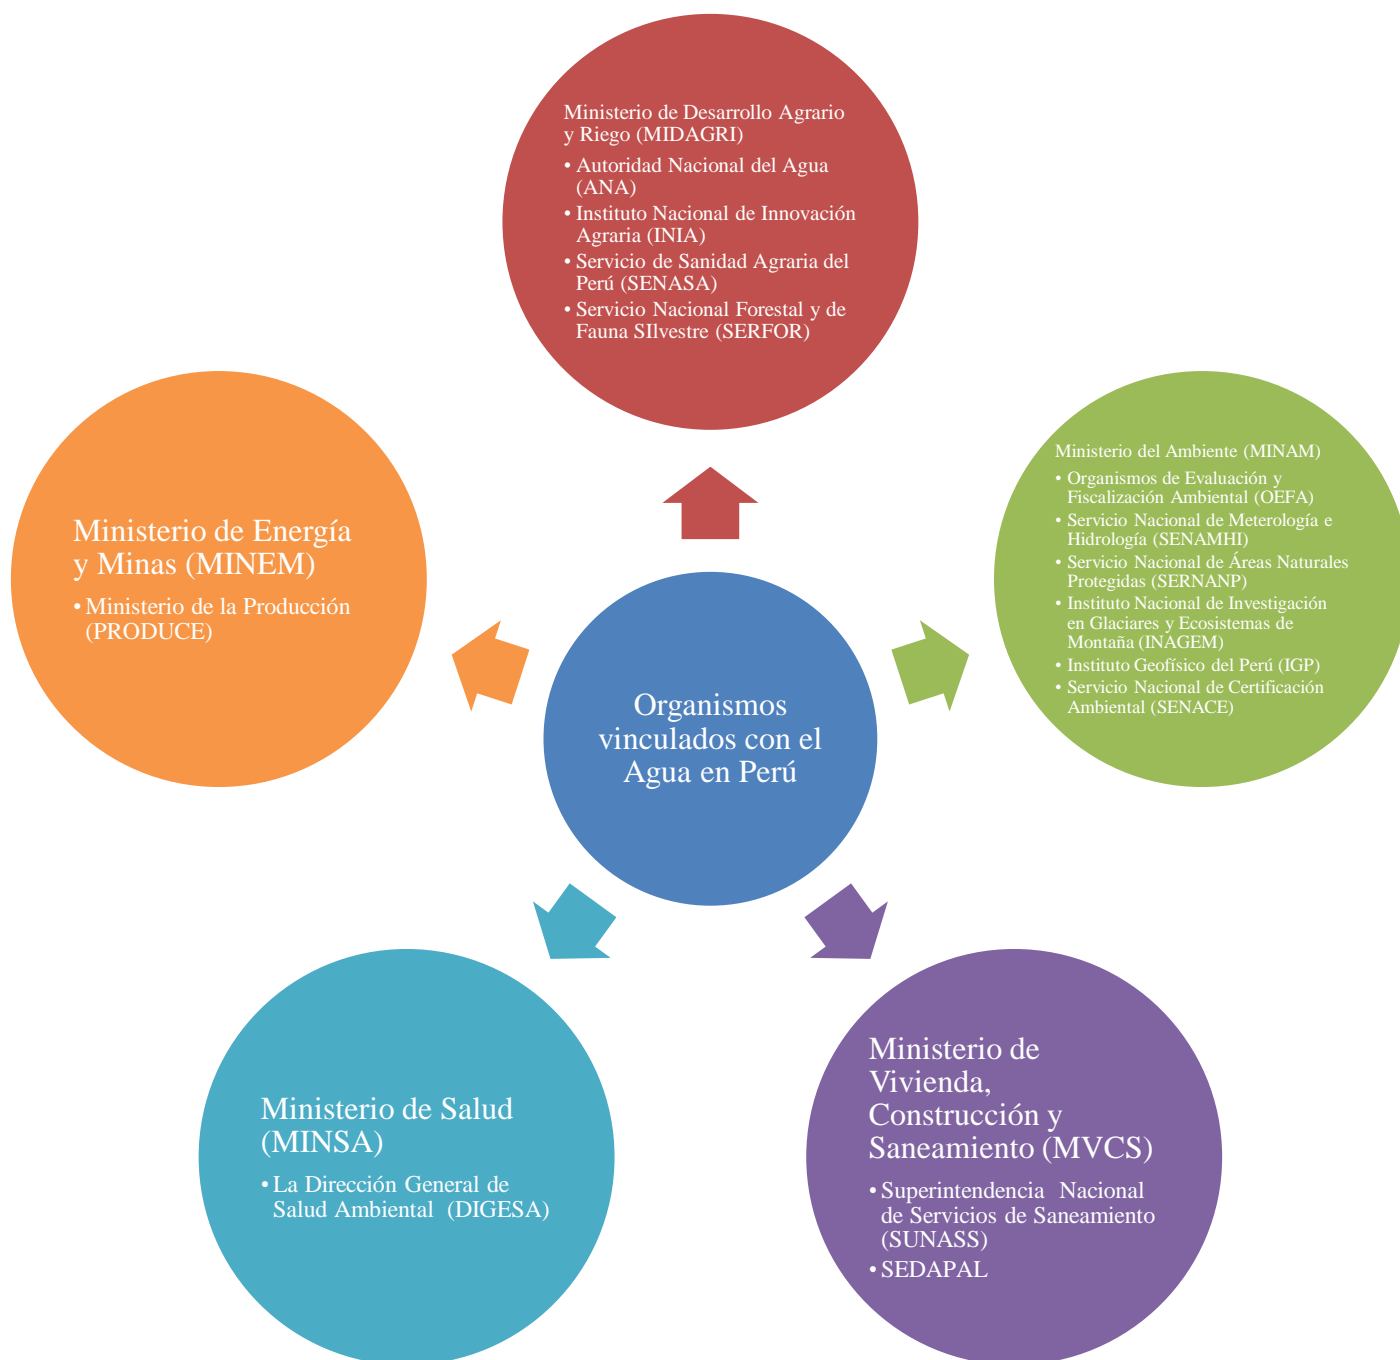 Ministerio de Desarrollo Agrario
y Riego (MIDAGRI)
• Autoridad Nacional del Agua
(ANA)
• Instituto Nacional de Innovación
Agraria (INIA)
• Servicio de Sanidad Agraria del
Perú (SENASA)
• Servicio Nacional Forestal y de
Fauna SIlvestre (SERFOR)
Ministerio del Ambiente (MINAM)
• Organismos de Evaluación y
Fiscalización Ambiental (OEFA)
• Servicio Nacional de Meterología e
Hidrología (SENAMHI)
• Servicio Nacional de Áreas Naturales
Protegidas (SERNANP)
• Instituto Nacional de Investigación
en Glaciares y Ecosistemas de
Montaña (INAGEM)
• Instituto Geofísico del Perú (IGP)
• Servicio Nacional de Certificación
Ambiental (SENACE)
Ministerio de Energía
y Minas (MINEM)
• Ministerio de la Producción
(PRODUCE)
Organismos
vinculados con el
Agua en Perú
Ministerio de Salud
(MINSA)
• La Dirección General de
Salud Ambiental (DIGESA)
Ministerio de
Vivienda,
Construcción y
Saneamiento (MVCS)
• Superintendencia Nacional
de Servicios de Saneamiento
(SUNASS)
• SEDAPAL